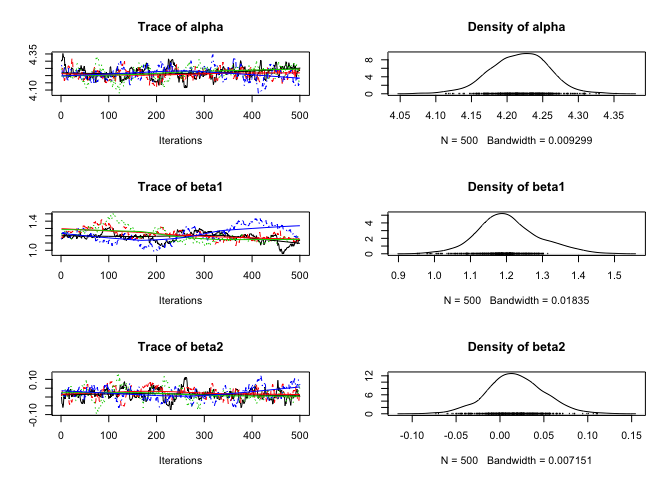 Trace of alpha
4.10 4.35
0 100 200 300 400 500
Iterations
Density of alpha
0 4 8
4.05 4.10 4.15 4.20 4.25 4.30 4.35
N = 500 Bandwidth = 0.009299
Trace of beta1
1.0 1.4
0 100 200 300 400 500
Iterations
Density of beta1
0 2 4
0.9 1.0 1.1 1.2 1.3 1.4 1.5
N = 500 Bandwidth = 0.01835
Trace of beta2
-0.10 0.10
0 100 200 300 400 500
Iterations
Density of beta2
0 4 8 12
-0.10 -0.05 0.00 0.05 0.10 0.15
N = 500 Bandwidth = 0.007151